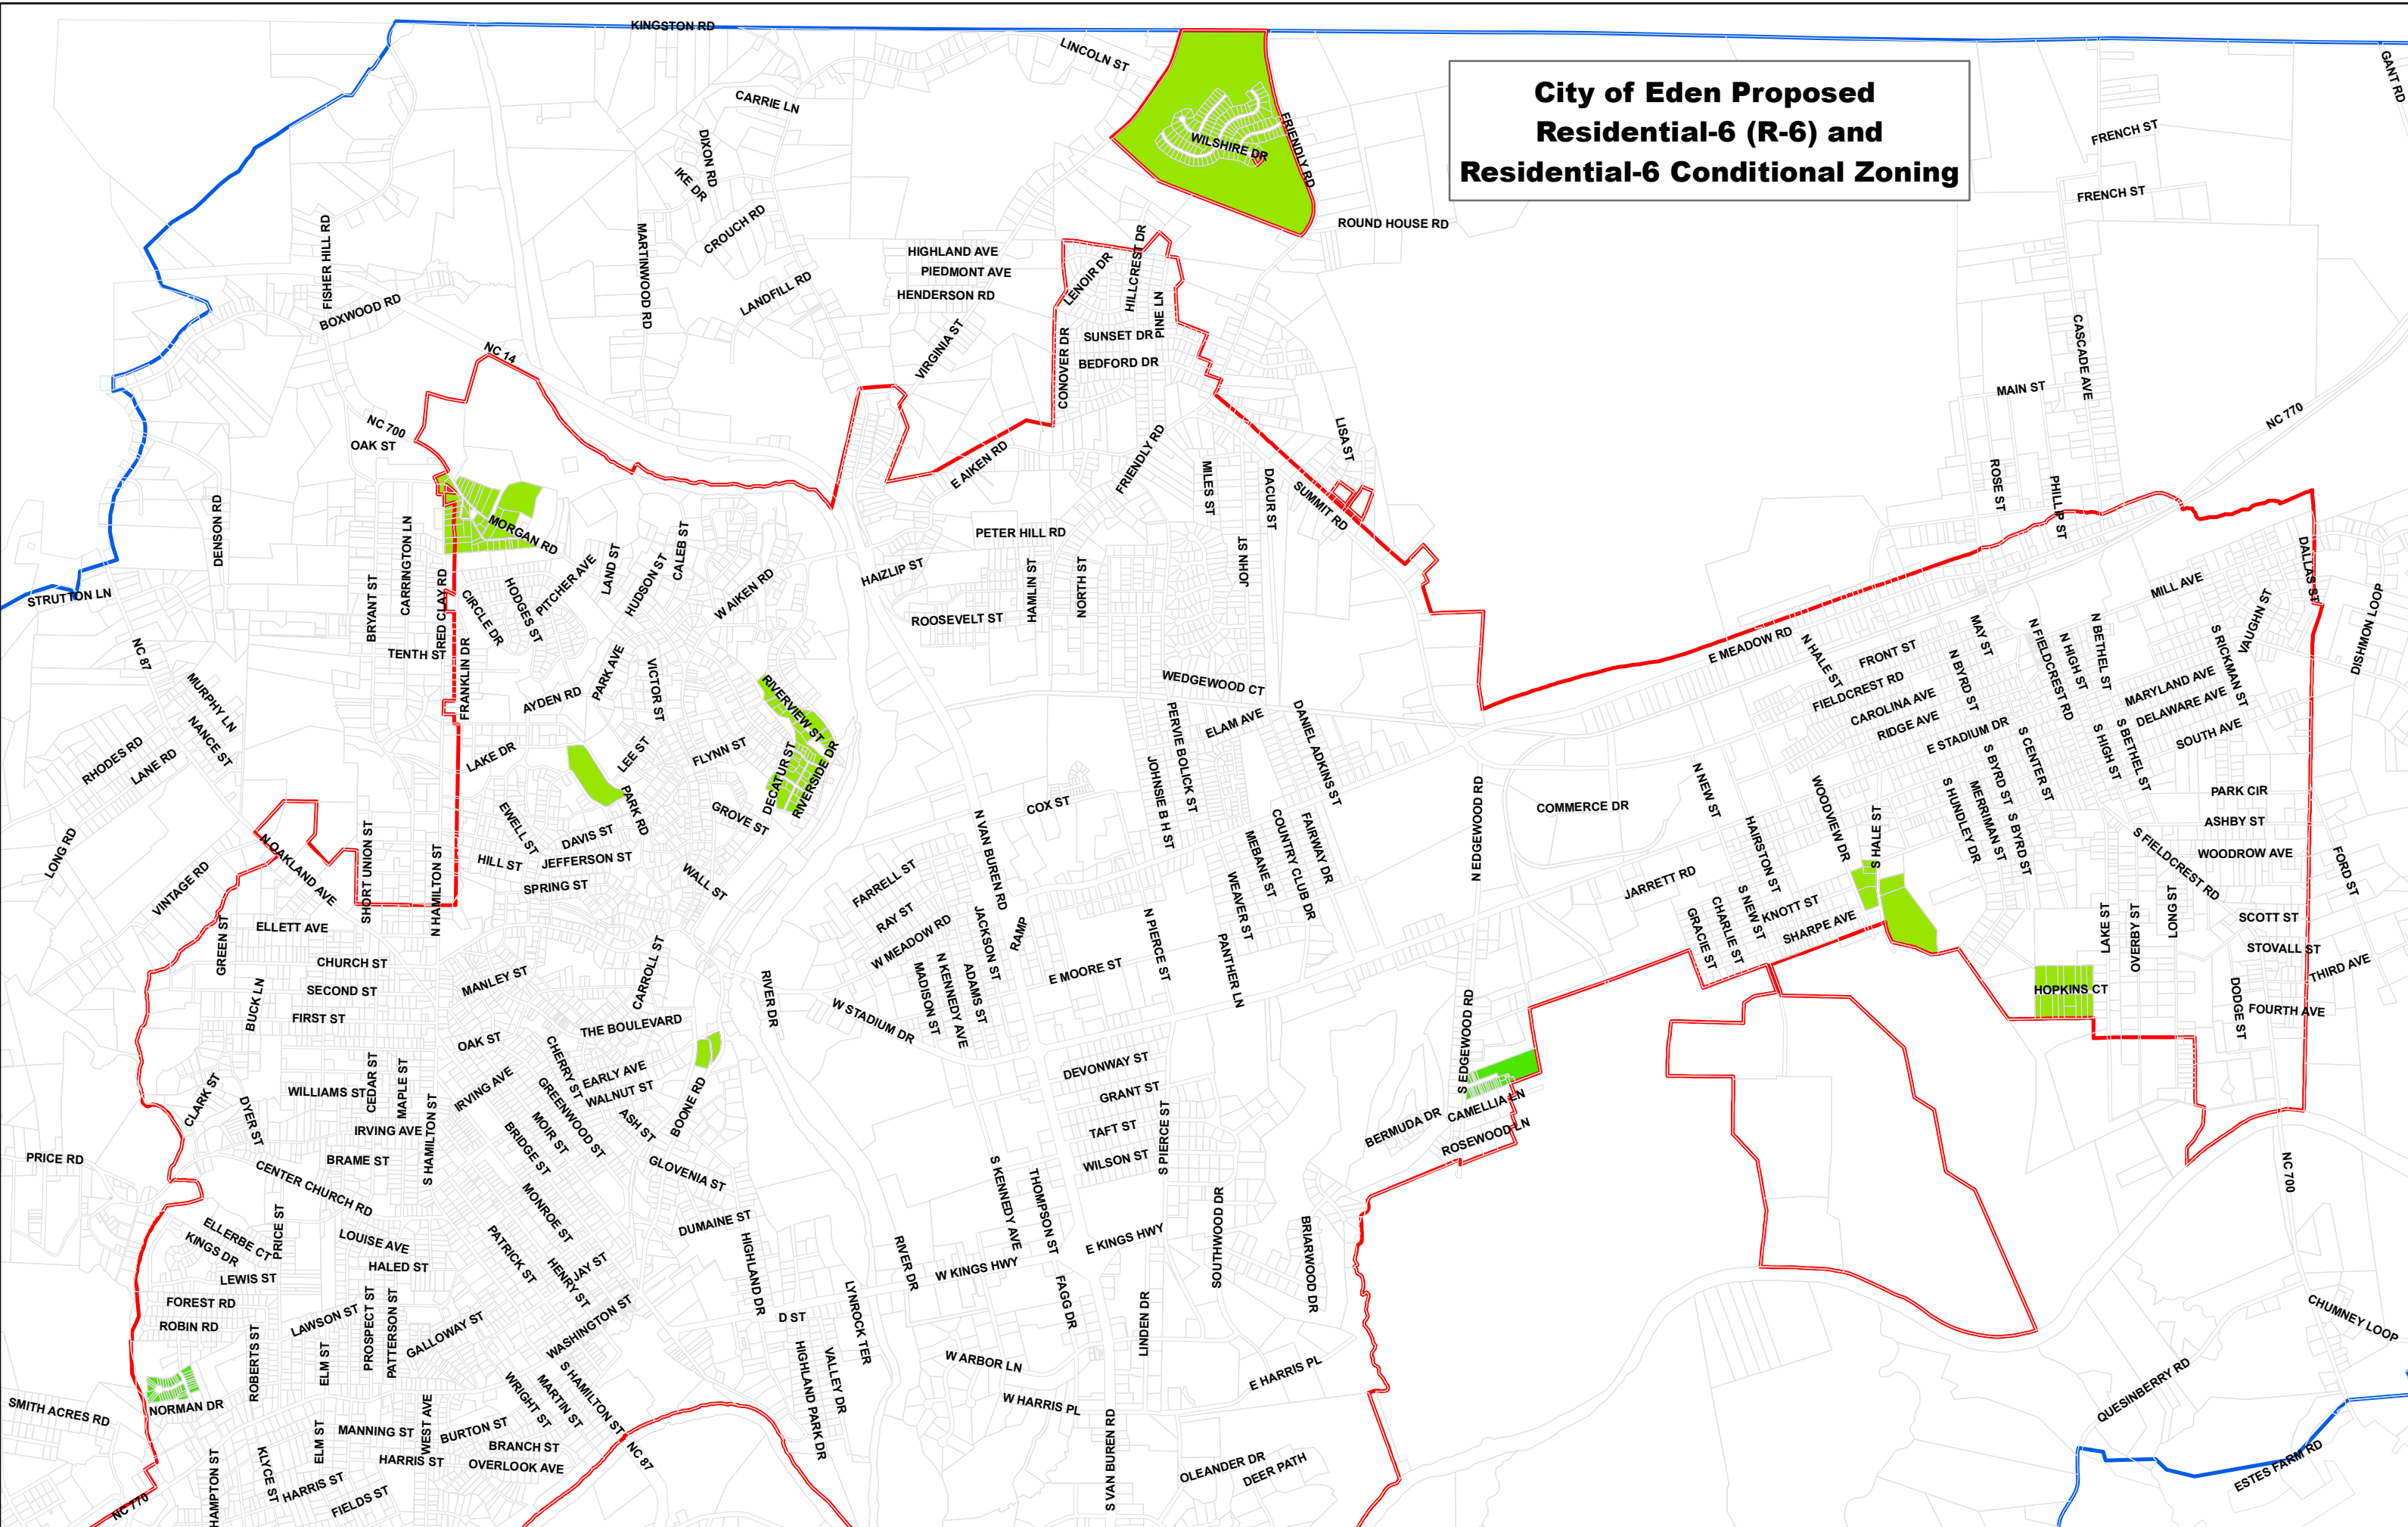 City of Eden Proposed
Residential-6 (R-6) and
Residential-6 Conditional Zoning
KINGSTON RD
LINCOLN ST
GANT RD
CARRIE LN
DIXON RD
IKE DR
CROUCH RD
WILSHIRE DR
FRIENDLY RD
FRENCH ST
FRENCH ST
ROUND HOUSE RD
FISHER HILL RD
MARTINWOOD RD
HIGHLAND AVE
PIEDMONT AVE
HENDERSON RD
LANDFILL RD
LENOIR DR
HILLCREST DR
PINE LN
BOXWOOD RD
NC 14
VIRGINIA ST
CONOVER DR
SUNSET DR
BEDFORD DR
CASCADE AVE
MAIN ST
NC 770
NC 700
OAK ST
E AIKEN RD
FRIENDLY RD
LISA ST
MILES ST
DACUR ST
SUMMIT RD
ROSE ST
PHILLIP ST
DENSON RD
CARRINGTON LN
MORGAN RD
PETER HILL RD
JOHN ST
DALLAS ST
STRUTTON LN
BRYANT ST
RED CLAY RD
CIRCLE DR
HODGES ST
PITCHER AVE
LAND ST
HUDSON ST
CALEB ST
W AIKEN RD
HAIZLIP ST
HAMLIN ST
NORTH ST
ROOSEVELT ST
MILL AVE
VAUGHN ST
DISHMON LOOP
NC 87
TENTH ST
FRANKLIN DR
PARK AVE
VICTOR ST
AYDEN RD
RIVERVIEW ST
WEDGEWOOD CT
E MEADOW RD
N HALE ST
FRONT ST
MAY ST
N BYRD ST
N FIELDCREST RD
N HIGH ST
N BETHEL ST
S RICKMAN ST
MARYLAND AVE
DELAWARE AVE
SOUTH AVE
MURPHY LN
NANCE ST
RHODES RD
LANE RD
LAKE DR
LEE ST
FLYNN ST
DECATUR ST
RIVERSIDE DR
PERVIE BOLICK ST
ELAM AVE
DANIEL ADKINS ST
FIELDCREST RD
CAROLINA AVE
RIDGE AVE
E STADIUM DR
S CENTER ST
S HIGH ST
S BETHEL ST
LONG RD
VINTAGE RD
N OAKLAND AVE
SHORT UNION ST
N HAMILTON ST
EWELL ST
PARK RD
DAVIS ST
HILL ST
JEFFERSON ST
SPRING ST
GROVE ST
WALL ST
COX ST
JOHNSIE B H ST
N VAN BUREN RD
MEBANE ST
COUNTRY CLUB DR
FAIRWAY DR
N EDGEWOOD RD
COMMERCE DR
N NEW ST
HAIRSTON ST
WOODVIEW DR
S HALE ST
S HUNDLEY DR
MERRIMAN ST
S BYRD ST
S BYRD ST
PARK CIR
ASHBY ST
WOODROW AVE
S FIELDCREST RD
FORD ST
GREEN ST
ELLETT AVE
CHURCH ST
SECOND ST
FIRST ST
BUCK LN
MANLEY ST
CARROLL ST
THE BOULEVARD
RIVER DR
FARRELL ST
RAY ST
W MEADOW RD
JACKSON ST
RAMP
N KENNEDY AVE
ADAMS ST
MADISON ST
W STADIUM DR
E MOORE ST
N PIERCE ST
WEAVER ST
PANTHER LN
JARRETT RD
GRACIE ST
CHARLIE ST
S NEW ST
KNOTT ST
SHARPE AVE
LAKE ST
OVERBY ST
LONG ST
SCOTT ST
STOVALL ST
THIRD AVE
HOPKINS CT
DODGE ST
FOURTH AVE
OAK ST
CHERRY ST
EARLY AVE
WALNUT ST
CLARK ST
WILLIAMS ST
CEDAR ST
MAPLE ST
DYER ST
IRVING AVE
IRVING AVE
BRAME ST
S HAMILTON ST
GREENWOOD ST
MOIR ST
BRIDGE ST
ASH ST
BOONE RD
GLOVENIA ST
DEVONWAY ST
GRANT ST
TAFT ST
WILSON ST
S PIERCE ST
S EDGEWOOD RD
BERMUDA DR
CAMELLIA LN
ROSEWOOD LN
PRICE RD
CENTER CHURCH RD
NC 700
ELLERBE CT
KINGS DR
PRICE ST
LOUISE AVE
HALED ST
LEWIS ST
FOREST RD
ROBIN RD
MONROE ST
PATRICK ST
HENRY ST
JAY ST
DUMAINE ST
HIGHLAND DR
D ST
S KENNEDY AVE
THOMPSON ST
E KINGS HWY
W KINGS HWY
RIVER DR
SOUTHWOOD DR
BRIARWOOD DR
FAGG DR
LINDEN DR
LAWSON ST
PROSPECT ST
PATTERSON ST
ELM ST
ROBERTS ST
GALLOWAY ST
WASHINGTON ST
LYNROCK TER
VALLEY DR
HIGHLAND PARK DR
W ARBOR LN
W HARRIS PL
E HARRIS PL
CHUMNEY LOOP
QUESINBERRY RD
SMITH ACRES RD
NORMAN DR
ELM ST
MANNING ST
WEST AVE
BURTON ST
WRIGHT ST
MARTIN ST
S HAMILTON ST
NC 87
BRANCH ST
OVERLOOK AVE
HARRIS ST
HAMPTON ST
KLYCE ST
HARRIS ST
FIELDS ST
NC 770
S VAN BUREN RD
OLEANDER DR
DEER PATH
ESTES FARM RD